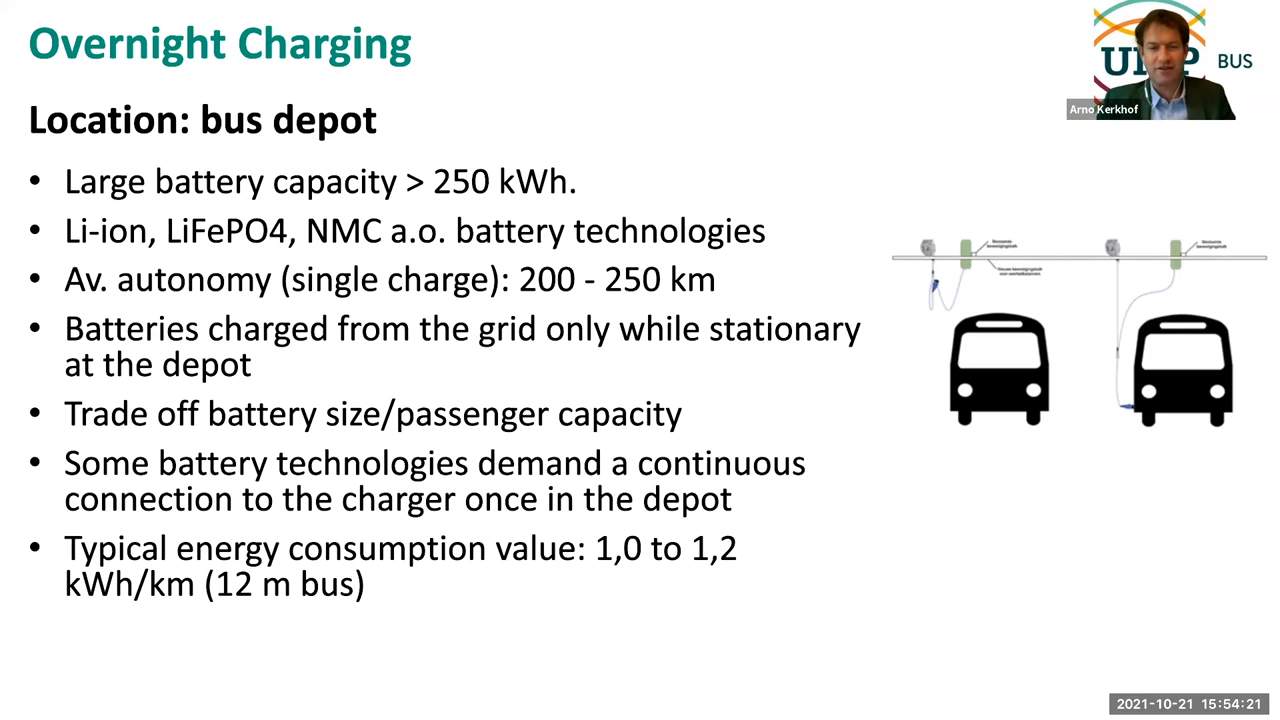 Overnight Charging
BUS
Arno Kerkhof
Location: bus depot
• Large battery capacity > 250 kWh.
• Li-ion, LiFePO4, NMC a.o. battery technologies
• Av. autonomy (single charge): 200 - 250 km
• Batteries charged from the grid only while stationary
at the depot
• Trade off battery size/passenger capacity
• Some battery technologies demand a continuous
connection to the charger once in the depot
• Typical energy consumption value: 1,0 to 1,2
kWh/km (12 m bus)
2021-10-21 15:54:21